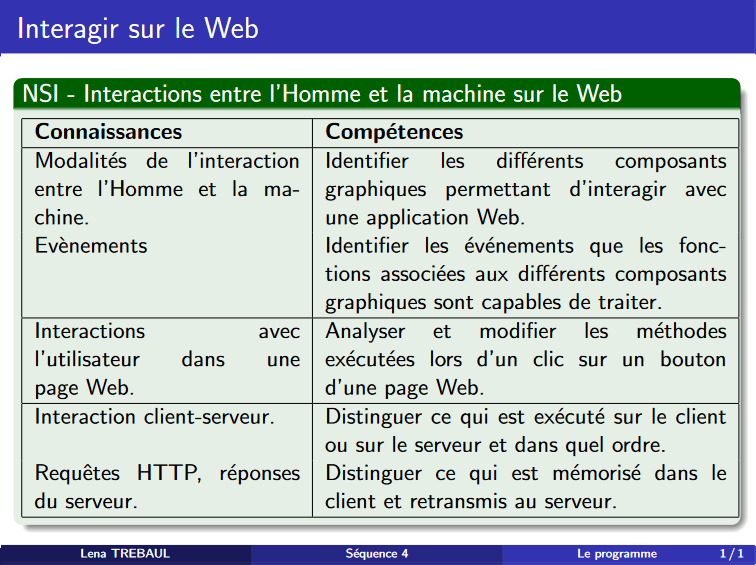 Interagir sur le Web
NSI - Interactions entre l'Homme et la machine sur le Web
Connaissances
Compétences
Modalités de l'interaction
entre l'Homme et la ma-
chine.
Identifier les différents composants
graphiques permettant d'interagir avec
une application Web.
Evènements
Identifier les événements que les fonc-
tions associées aux différents composants
graphiques sont capables de traiter.
Interactions avec
l'utilisateur dans une
page Web.
Analyser et modifier les méthodes
exécutées lors d'un clic sur un bouton
d'une page Web.
Interaction client-serveur.
Distinguer ce qui est exécuté sur le client
ou sur le serveur et dans quel ordre.
Requêtes HTTP, réponses
du serveur.
Distinguer ce qui est mémorisé dans le
client et retransmis au serveur.
Lena TREBAUL
Séquence 4
Le programme
1 / 1